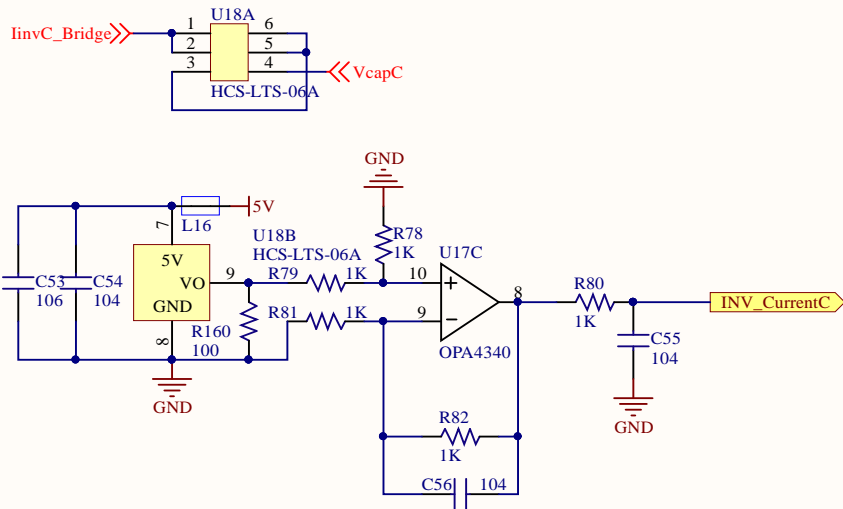 U18A
IinvC_Bridge
1
6
2
5
3
4
VcapC
HCS-LTS-06A
GND
5V
7
L16
R78
1K
U17C
U18B
HCS-LTS-06A
5V
VO
9
R79
1K
10
8
R80
INV_CurrentC
C53
106
C54
104
GND
R81
1K
9
1K
C55
104
R160
100
OPA4340
8
GND
GND
R82
1K
C56
104